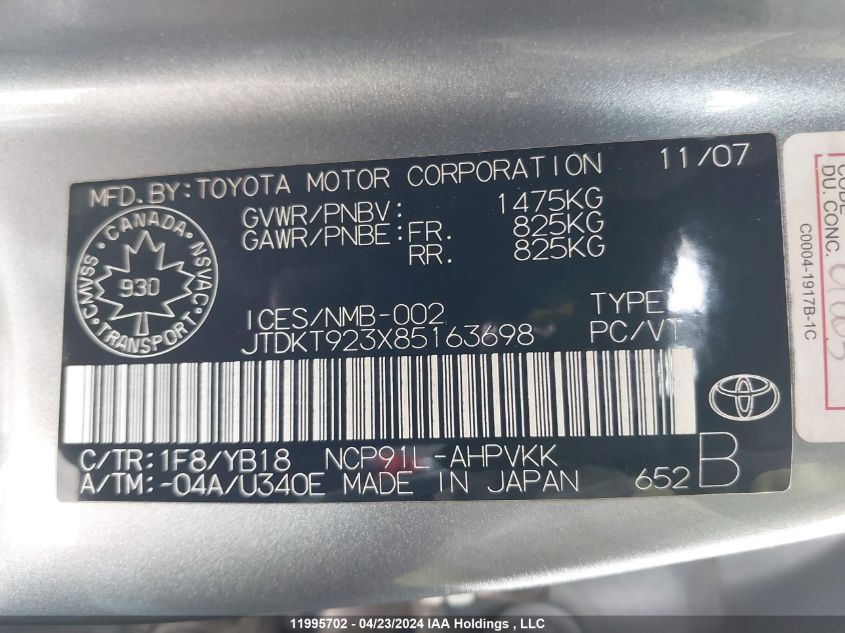 MFD.BY:TOYOTA MOTOR CORPORATION 11/07
GVWR/PNBV: 1475KG
GAWR/PNBE:FR. 825KG
RR. 825KG
CANADA
NSVAC
TRANSPORT
CMVSS
930
ICES/NMB-002 TYPE
JTDKT923X85163698 PC/VT
C/TR:1F8/YB18 NCP91L-AHPVKK
A/TM:-04A/U340E MADE IN JAPAN 652 B
CODE
DU. CONC.
C0004-1917B-1C
11995702 - 04/23/2024 IAA Holdings , LLC